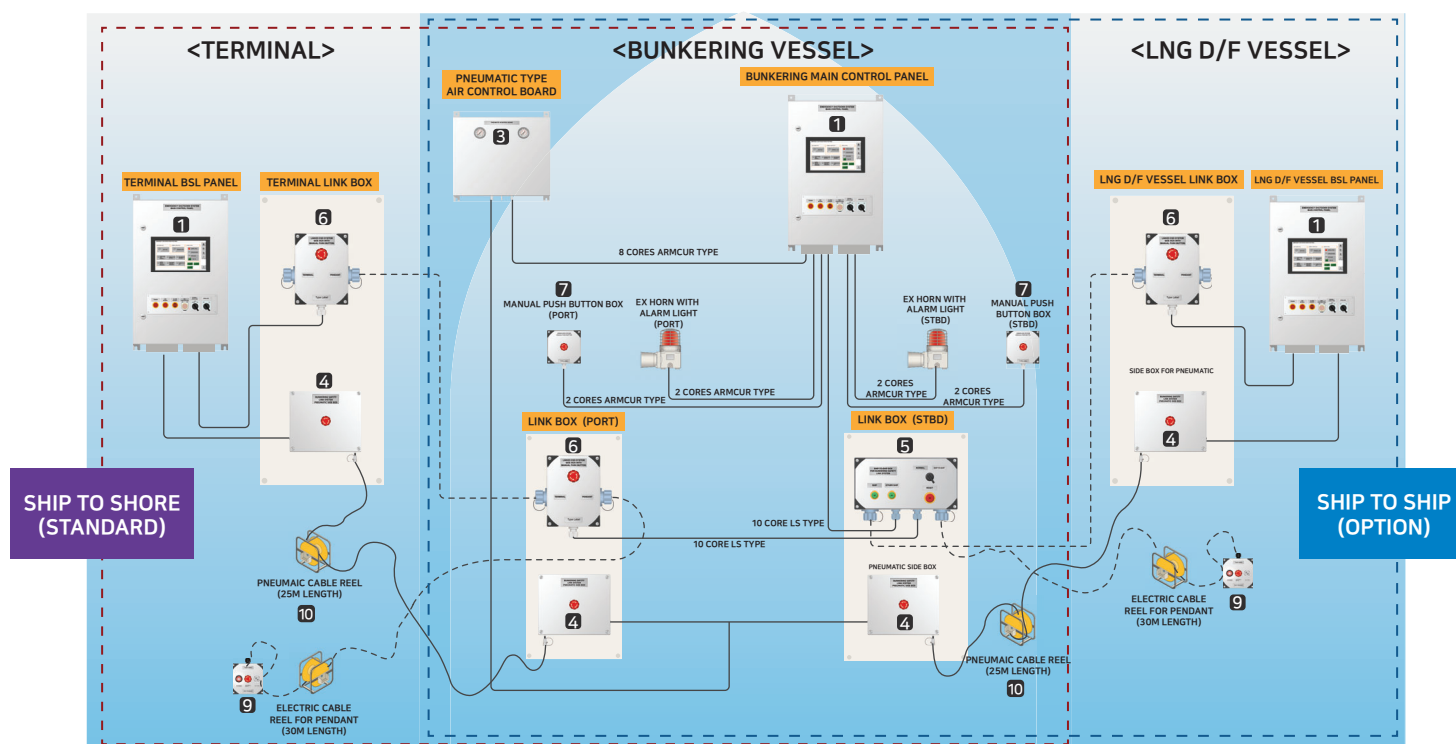 <TERMINAL>
<BUNKERING VESSEL>
<LNG D/F VESSEL>
PNEUMATIC TYPE
AIR CONTROL BOARD
3
BUNKERING MAIN CONTROL PANEL
1
TERMINAL BSL PANEL
1
TERMINAL LINK BOX
6
LNG D/F VESSEL LINK BOX
6
LNG D/F VESSEL BSL PANEL
1
8 CORES ARMCUR TYPE
7
MANUAL PUSH BUTTON BOX
(PORT)
EX HORN WITH
ALARM LIGHT
(PORT)
EX HORN WITH
ALARM LIGHT
(STBD)
7
MANUAL PUSH
BUTTON BOX
(STBD)
2 CORES ARMCUR TYPE
2 CORES ARMCUR TYPE
2 CORES
ARMCUR TYPE
2 CORES
ARMCUR TYPE
4
SIDE BOX FOR PNEUMATIC
4
LINK BOX (PORT)
6
LINK BOX (STBD)
5
10 CORE LS TYPE
10 CORE LS TYPE
PNEUMATIC SIDE BOX
4
4
SHIP TO SHORE
(STANDARD)
SHIP TO SHIP
(OPTION)
PNEUMAIC CABLE REEL
(25M LENGTH)
10
9
ELECTRIC CABLE
REEL FOR PENDANT
(30M LENGTH)
PNEUMAIC CABLE REEL
(25M LENGTH)
10
ELECTRIC CABLE
REEL FOR PENDANT
(30M LENGTH)
9